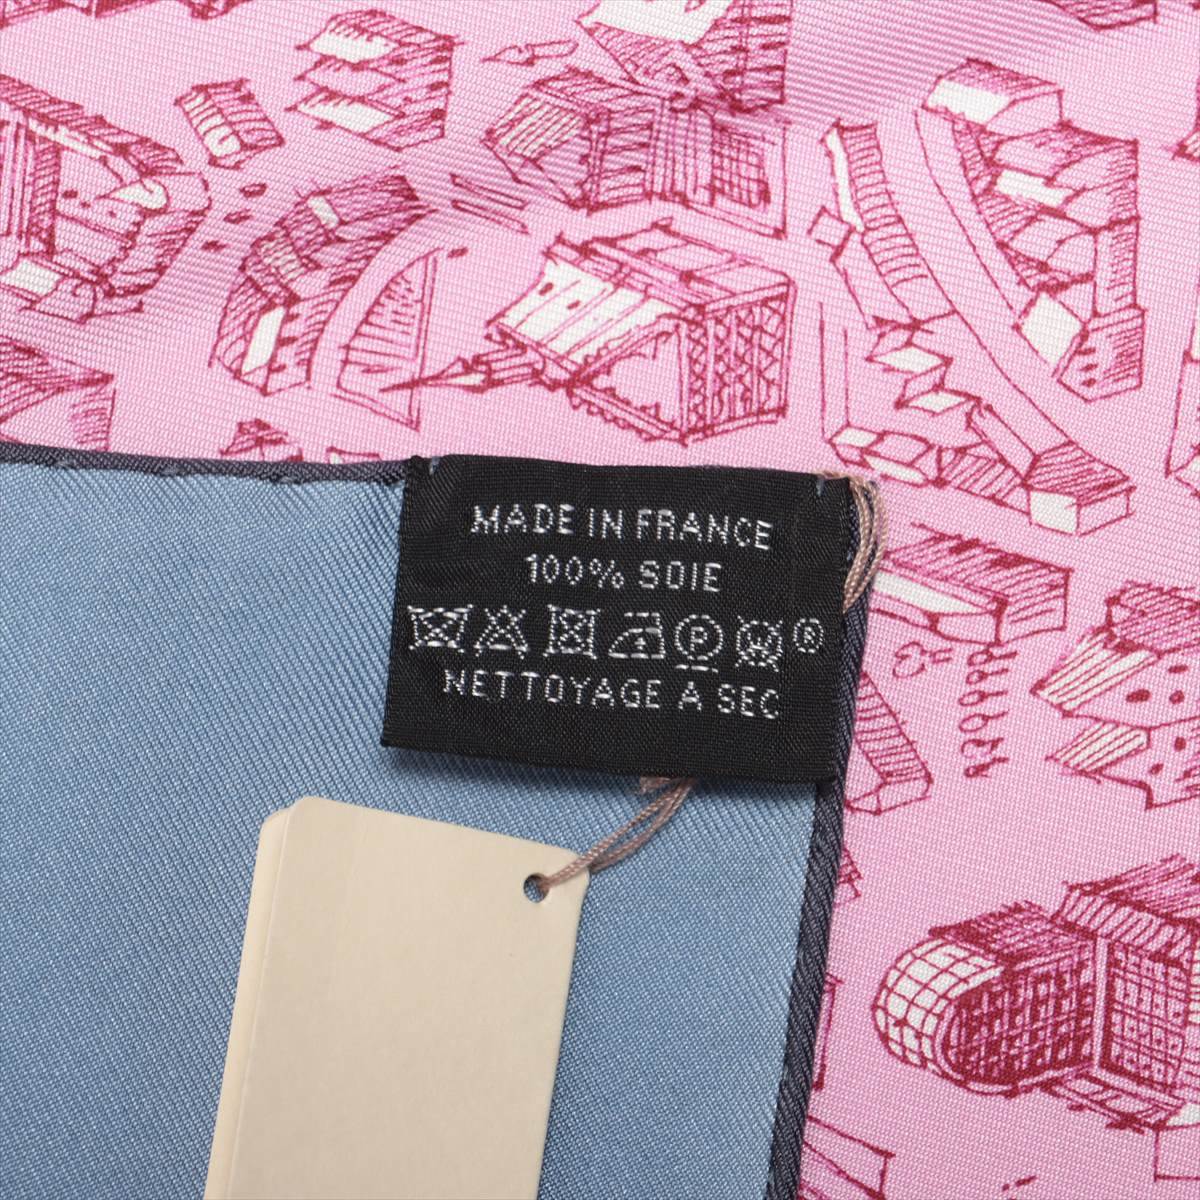 MADE IN FRANCE
100% SOIE
P ®
NETTOYAGE A SEC